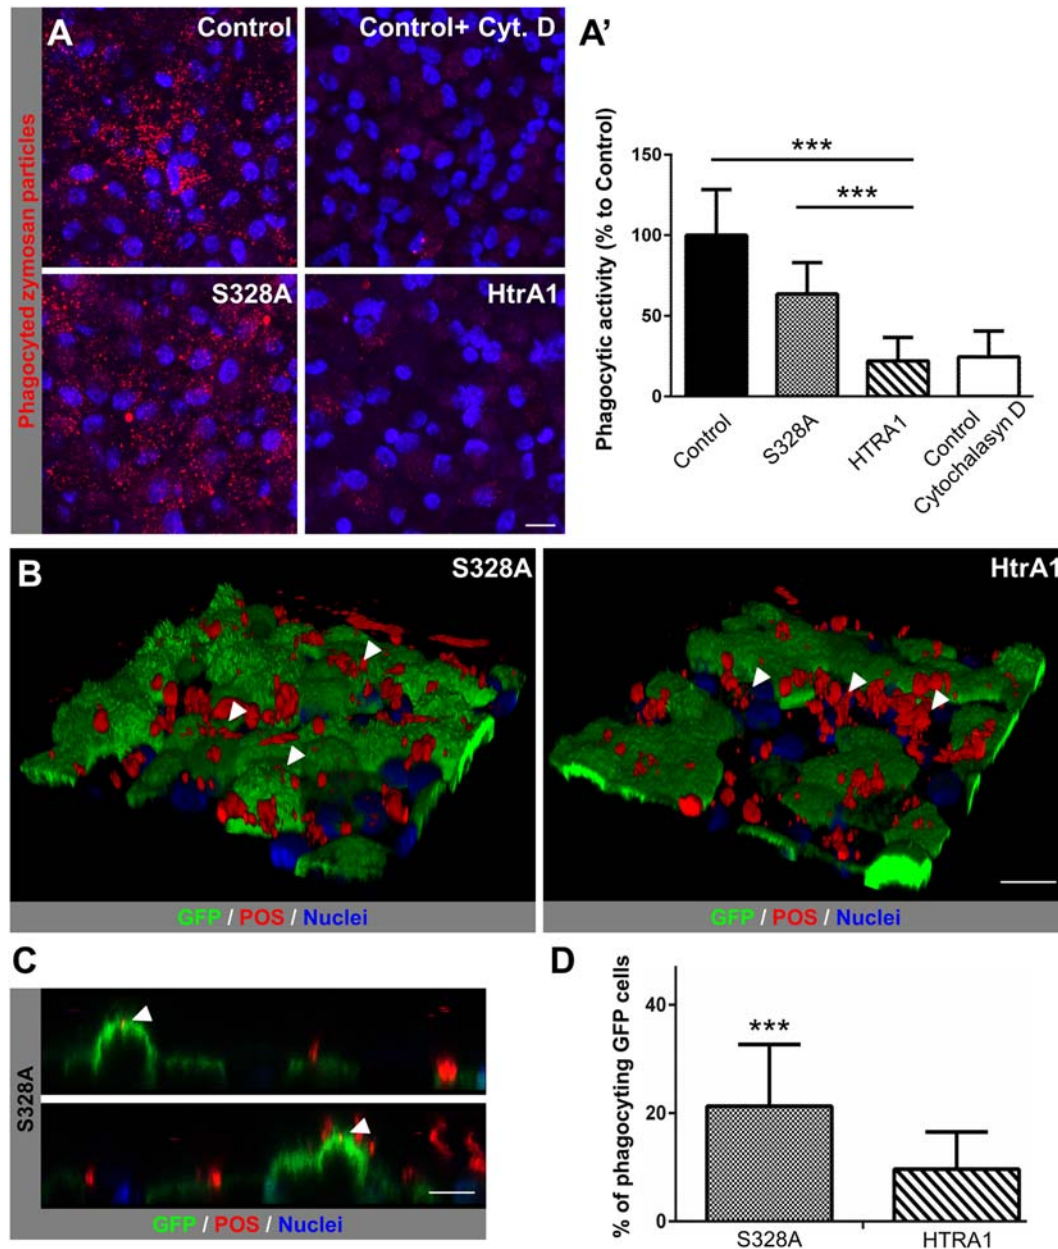 A
Control
Control+ Cyt. D
Phagocyted zymosan particles
S328A
HtrA1
A'
Phagocytic activity (% to Control)
150
100
50
0
***
***
Control
S328A
HTRA1
Control
Cytochalasyn D
B
S328A
HtrA1
GFP / POS / Nuclei
GFP / POS / Nuclei
C
S328A
GFP / POS / Nuclei
D
% of phagocyting GFP cells
40
20
0
***
S328A
HTRA1